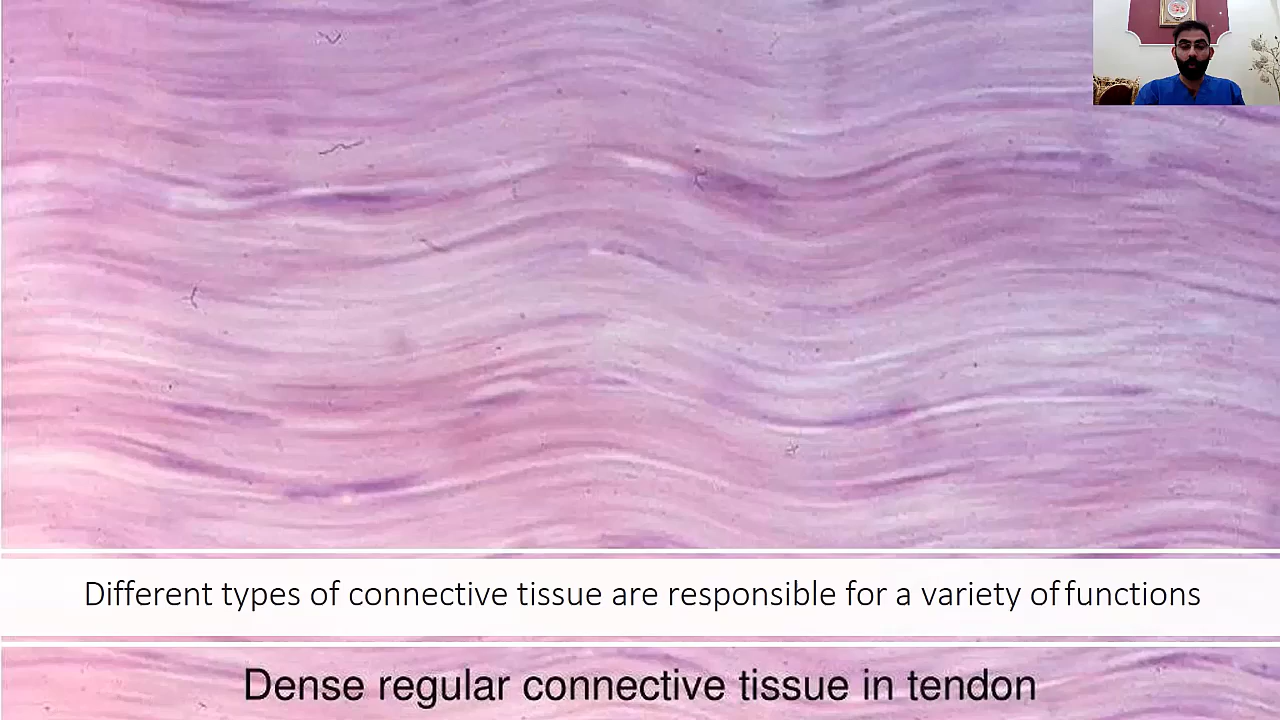 Different types of connective tissue are responsible for a variety of functions
Dense regular connective tissue in tendon